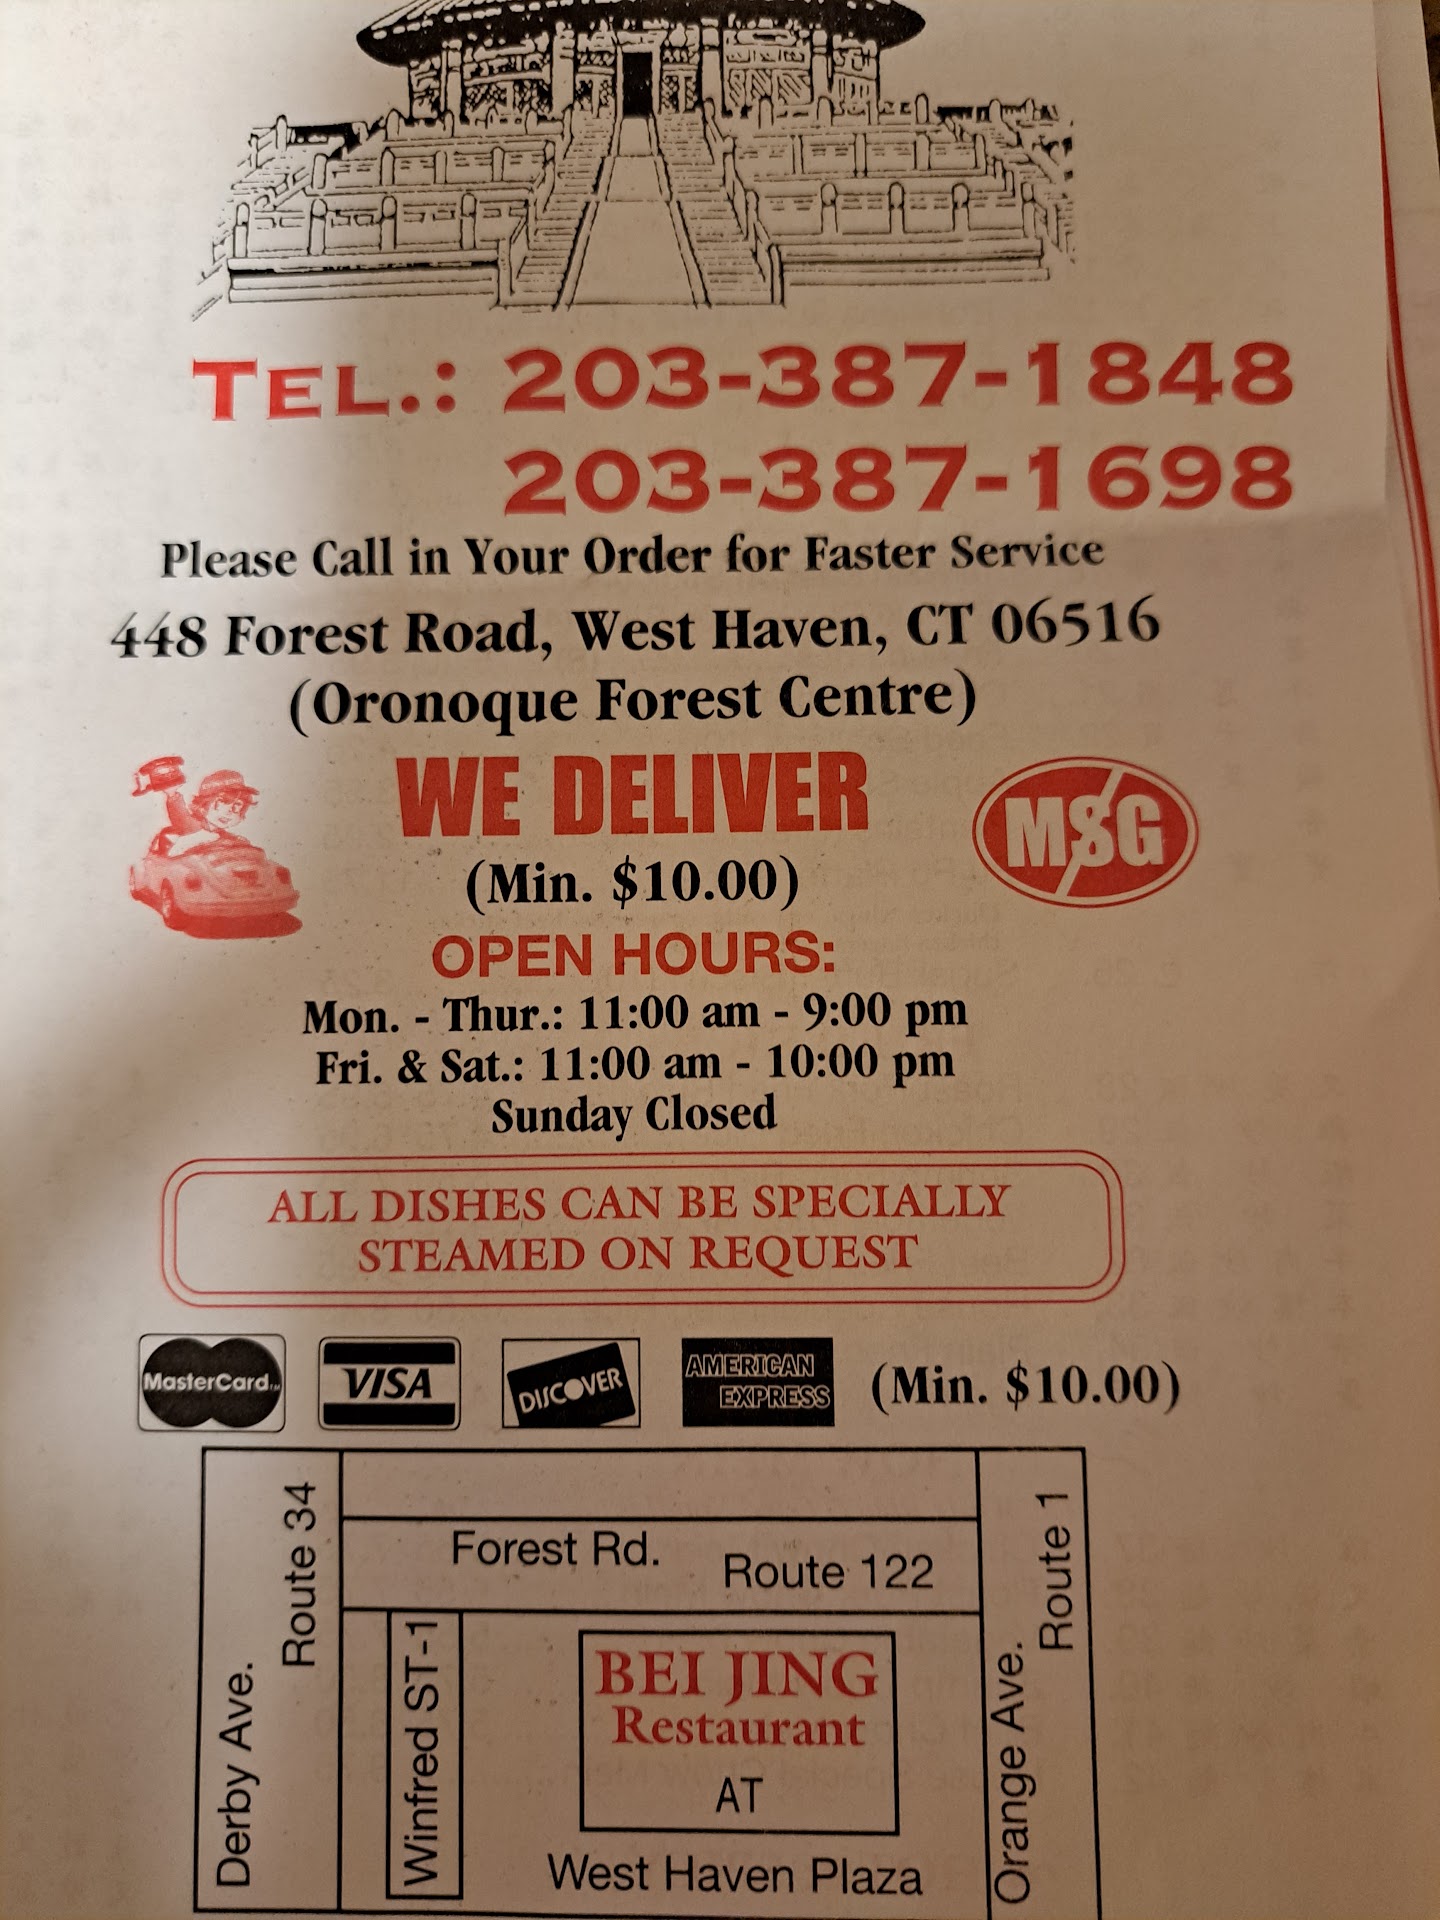 TEL.: 203-387-1848
203-387-1698
Please Call in Your Order for Faster Service
448 Forest Road, West Haven, CT 06516
(Oronoque Forest Centre)
WE DELIVER
(Min. $10.00)
MSG
OPEN HOURS:
Mon. - Thur.: 11:00 am - 9:00 pm
Fri. & Sat.: 11:00 am - 10:00 pm
Sunday Closed
ALL DISHES CAN BE SPECIALLY
STEAMED ON REQUEST
MasterCard VISA DISCOVER AMERICAN EXPRESS (Min. $10.00)
Derby Ave.
Route 34
Forest Rd. Route 122
Winfred ST-1
BEI JING
Restaurant
AT
West Haven Plaza
Orange Ave.
Route 1